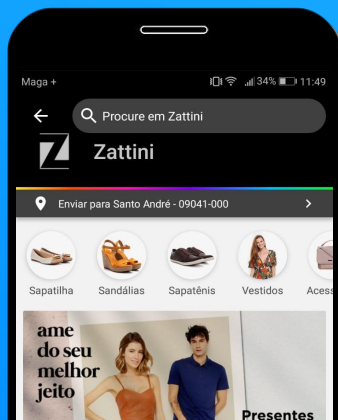 Maga +
34% 11:49
Procure em Zattini
Zattini
Enviar para Santo André - 09041-000
Sapatilha
Sandálias
Sapatênis
Vestidos
Acess
ame
do seu
melhor
jeito
Presentes